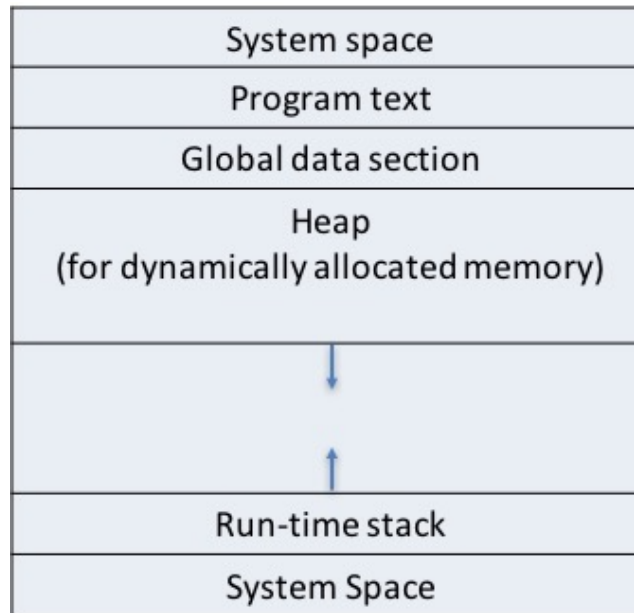 System space
Program text
Global data section
Heap
(for dynamically allocated memory)
Run-time stack
System Space